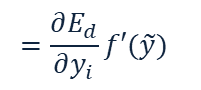 = ∂E_d/∂y_i f′(ỹ)